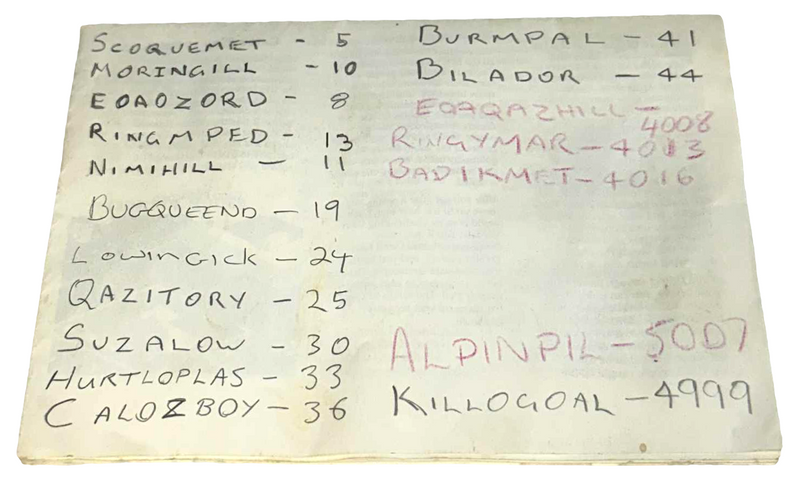 SCOQUEMET - 5
MORINGILL - 10
EOAOZORD - 8
RINGMPED - 13
NIMIHILL - 11
BUGQUEEND - 19
LOWINGICK - 24
QAZITORY - 25
SUZALOW - 30
HURTLOPLAS - 33
CALOZBOY - 36
BURMPAL - 41
BILADOR - 44
EQAQAZHILL -
4008
RINGYMAR - 4013
BADIKMET - 4016
ALPINPIL - 5007
KILLOGOAL - 4999